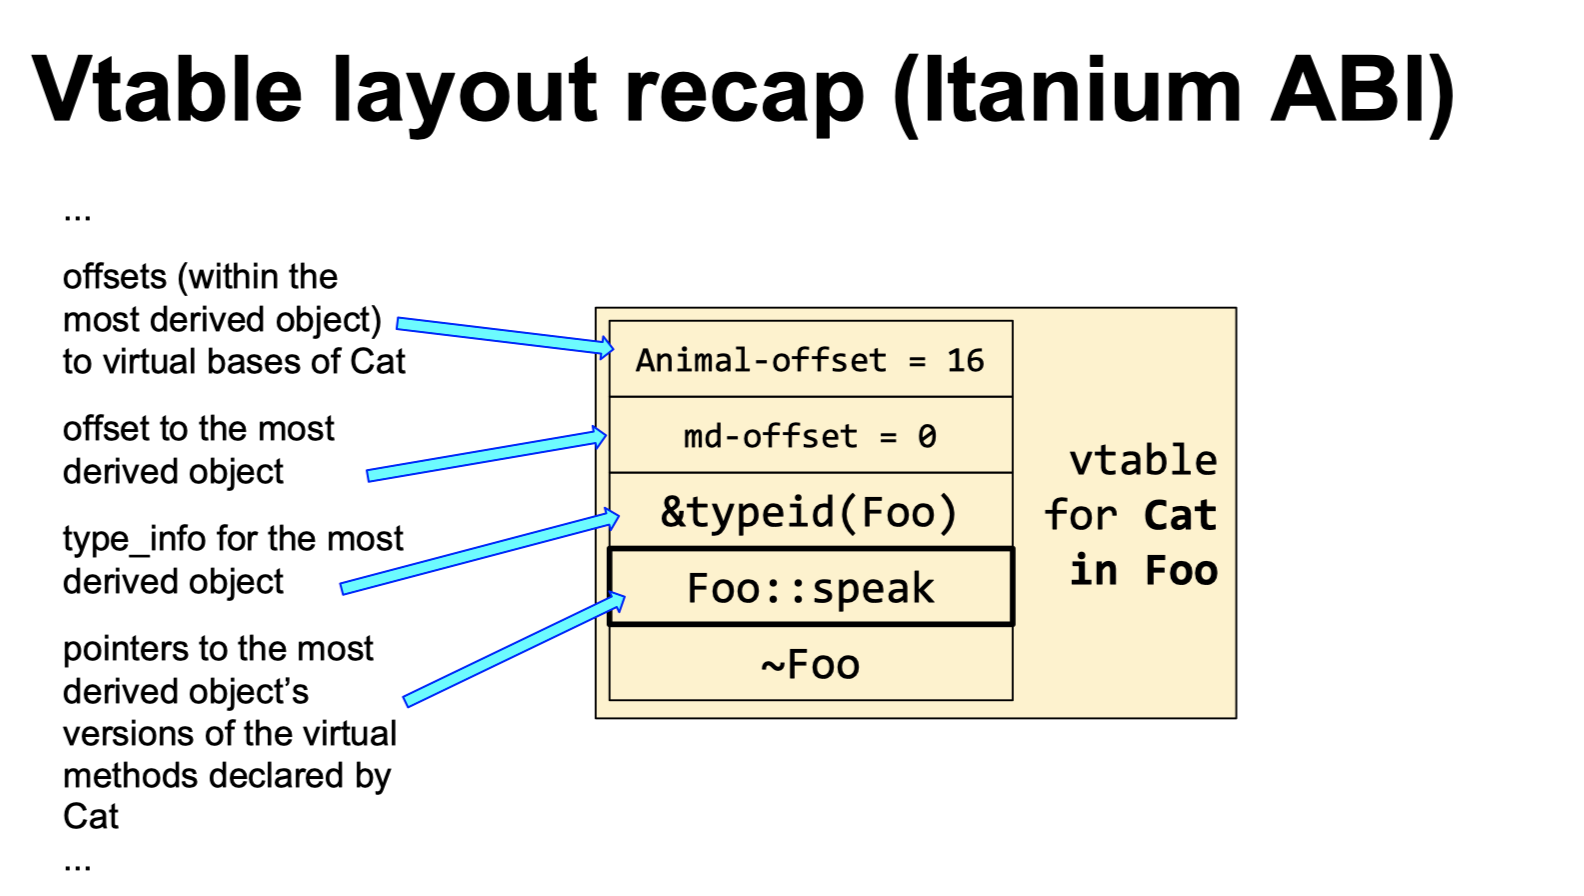 Vtable layout recap (Itanium ABI)
...
offsets (within the
most derived object)
to virtual bases of Cat
offset to the most
derived object
type_info for the most
derived object
pointers to the most
derived object’s
versions of the virtual
methods declared by
Cat
...
Animal-offset = 16
md-offset = 0
&typeid(Foo)
Foo::speak
~Foo
vtable
for Cat
in Foo